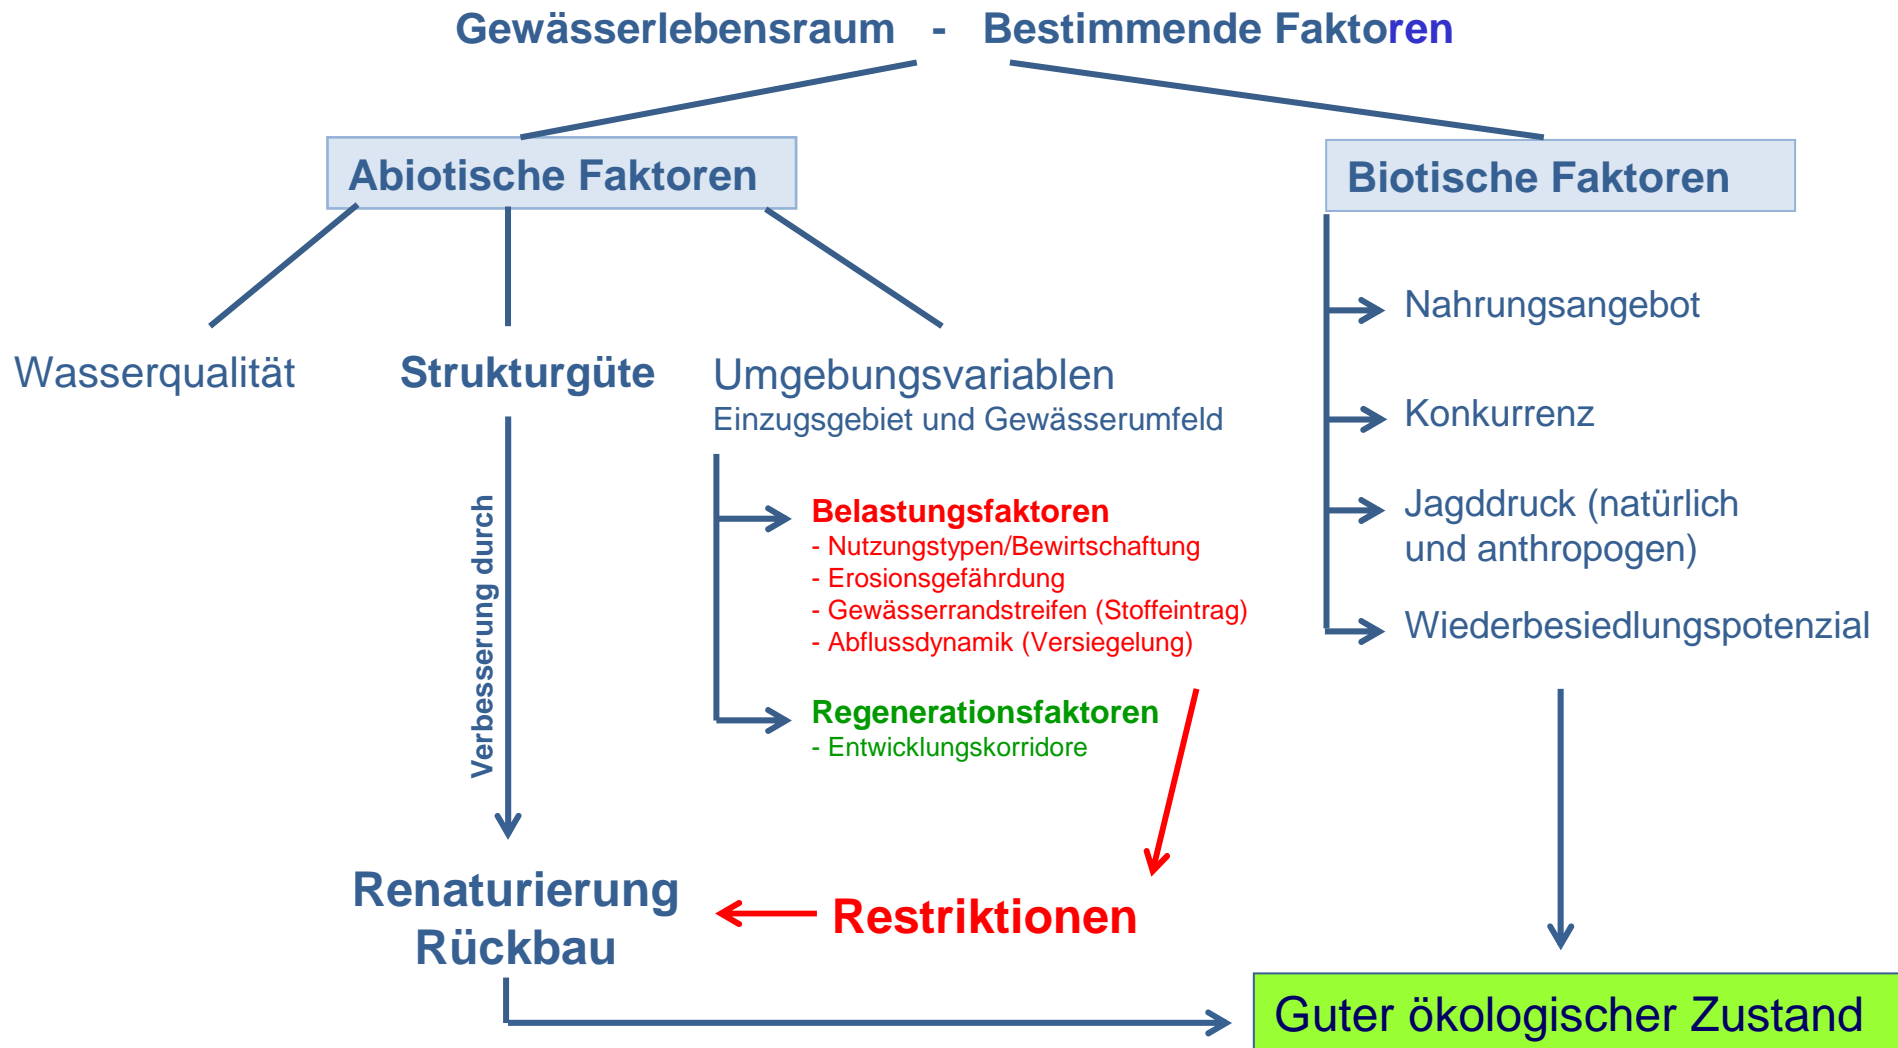 Gewässerlebensraum - Bestimmende Faktoren
Abiotische Faktoren
Biotische Faktoren
Wasserqualität
Strukturgüte
Umgebungsvariablen
Einzugsgebiet und Gewässerumfeld
Verbesserung durch
Belastungsfaktoren
- Nutzungstypen/Bewirtschaftung
- Erosionsgefährdung
- Gewässerrandstreifen (Stoffeintrag)
- Abflussdynamik (Versiegelung)
Regenerationsfaktoren
- Entwicklungskorridore
Nahrungsangebot
Konkurrenz
Jagddruck (natürlich
und anthropogen)
Wiederbesiedlungspotenzial
Renaturierung
Rückbau
Restriktionen
Guter ökologischer Zustand